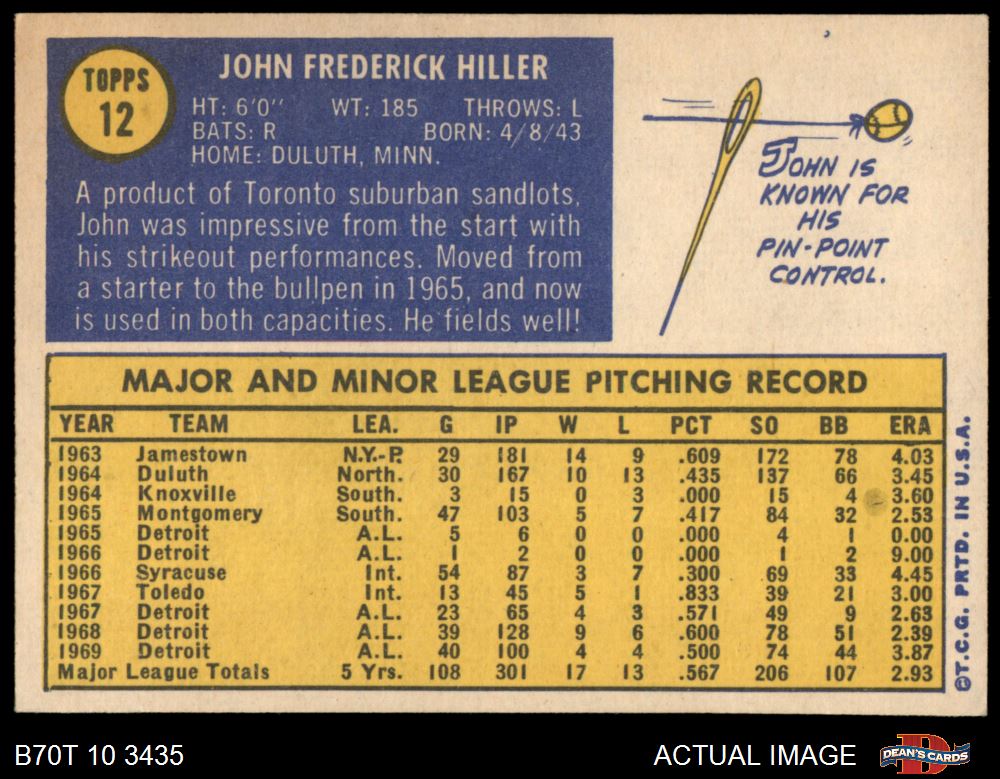 TOPPS
12
JOHN FREDERICK HILLER
HT: 6'0'' WT: 185 THROWS: L
BATS: R BORN: 4/8/43
HOME: DULUTH, MINN.
A product of Toronto suburban sandlots,
John was impressive from the start with
his strikeout performances. Moved from
a starter to the bullpen in 1965, and now
is used in both capacities. He fields well!
JOHN IS
KNOWN FOR
HIS
PIN-POINT
CONTROL.
MAJOR AND MINOR LEAGUE PITCHING RECORD
YEAR TEAM LEA. G IP W L PCT SO BB ERA
1963 Jamestown N.Y.-P. 29 181 14 9 .609 172 78 4.03
1964 Duluth North. 30 167 10 13 .435 137 66 3.45
1964 Knoxville South. 3 15 0 3 .000 15 4 3.60
1965 Montgomery South. 47 103 5 7 .417 84 32 2.53
1965 Detroit A.L. 5 6 0 0 .000 4 1 0.00
1966 Detroit A.L. 1 2 0 0 .000 1 2 9.00
1966 Syracuse Int. 54 87 3 7 .300 69 33 4.45
1967 Toledo Int. 13 45 5 1 .833 39 21 3.00
1967 Detroit A.L. 23 65 4 3 .571 49 9 2.63
1968 Detroit A.L. 39 128 9 6 .600 78 51 2.39
1969 Detroit A.L. 40 100 4 4 .500 74 44 3.87
Major League Totals 5 Yrs. 108 301 17 13 .567 206 107 2.93
©T.C.G. PRTD. IN U.S.A.
B70T 10 3435
ACTUAL IMAGE
D
DEAN'S CARDS